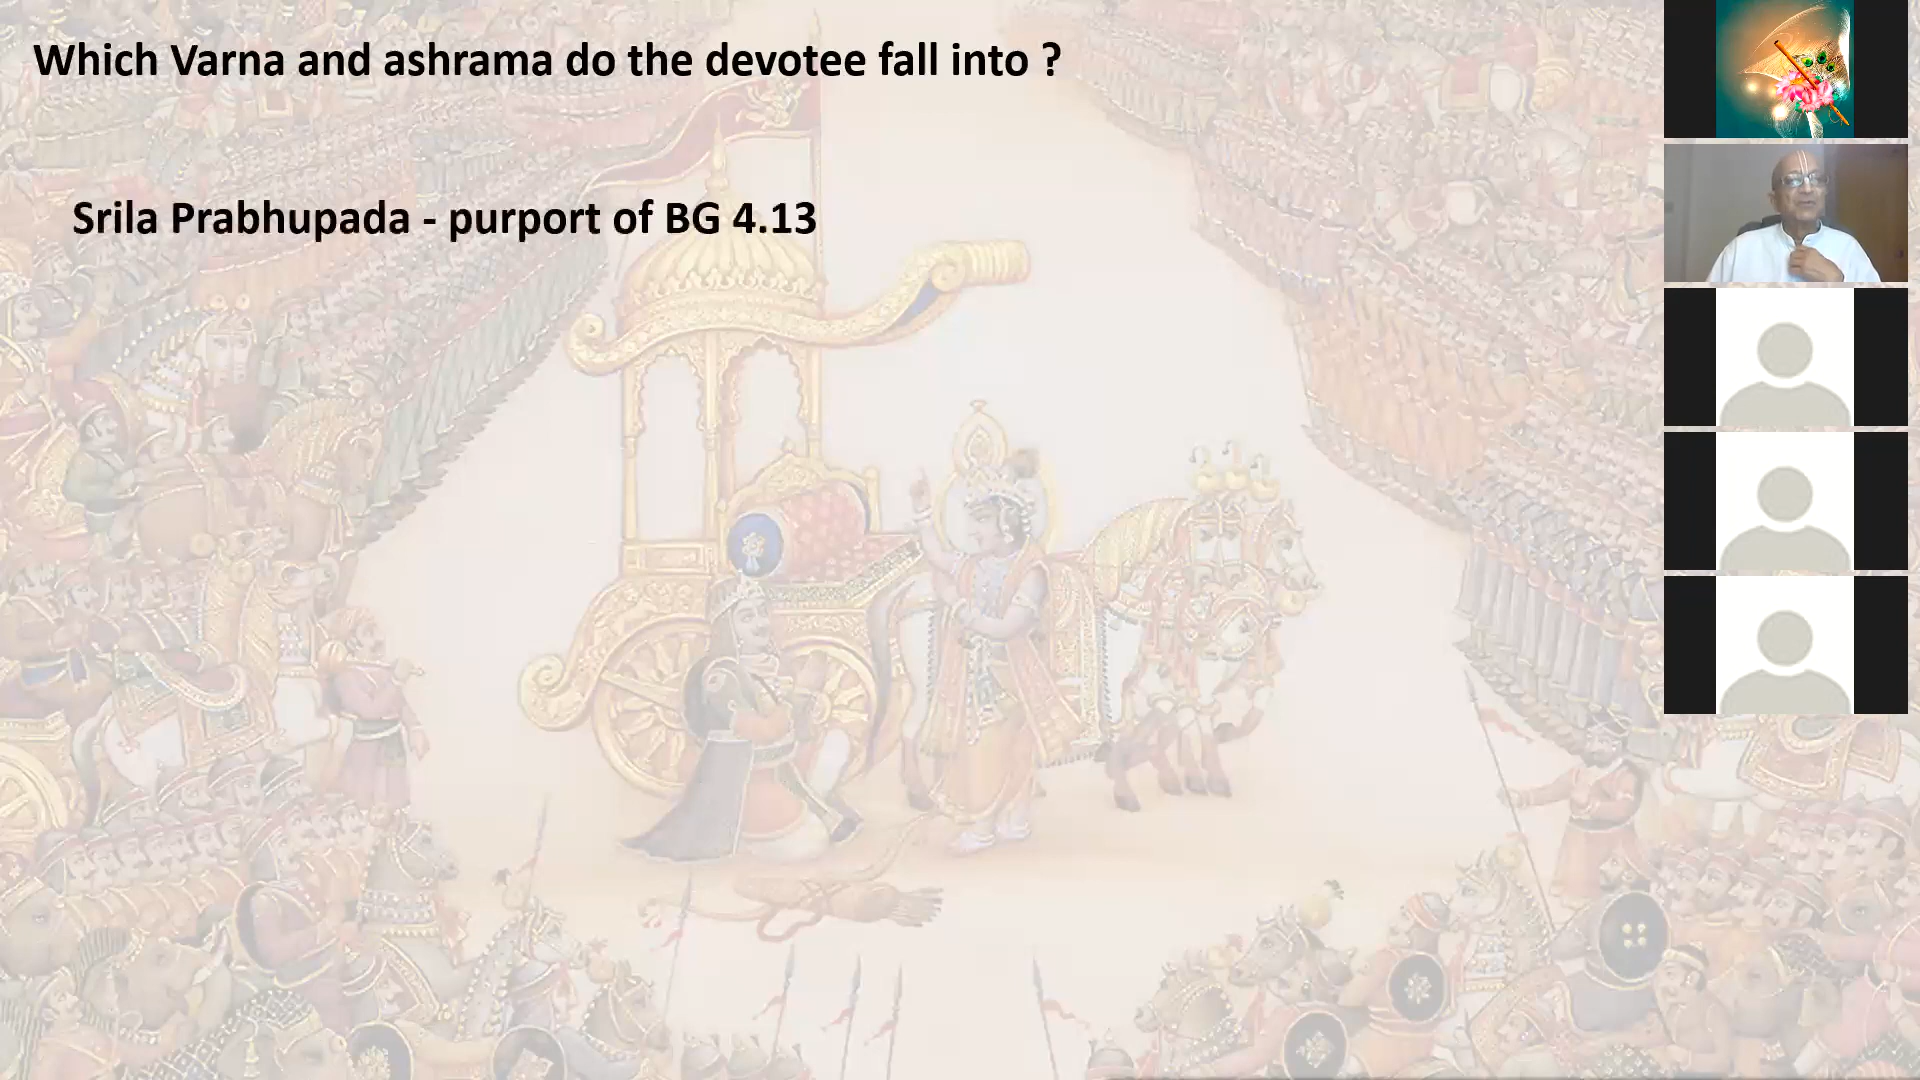 Which Varna and ashrama do the devotee fall into ?
Srila Prabhupada - purport of BG 4.13